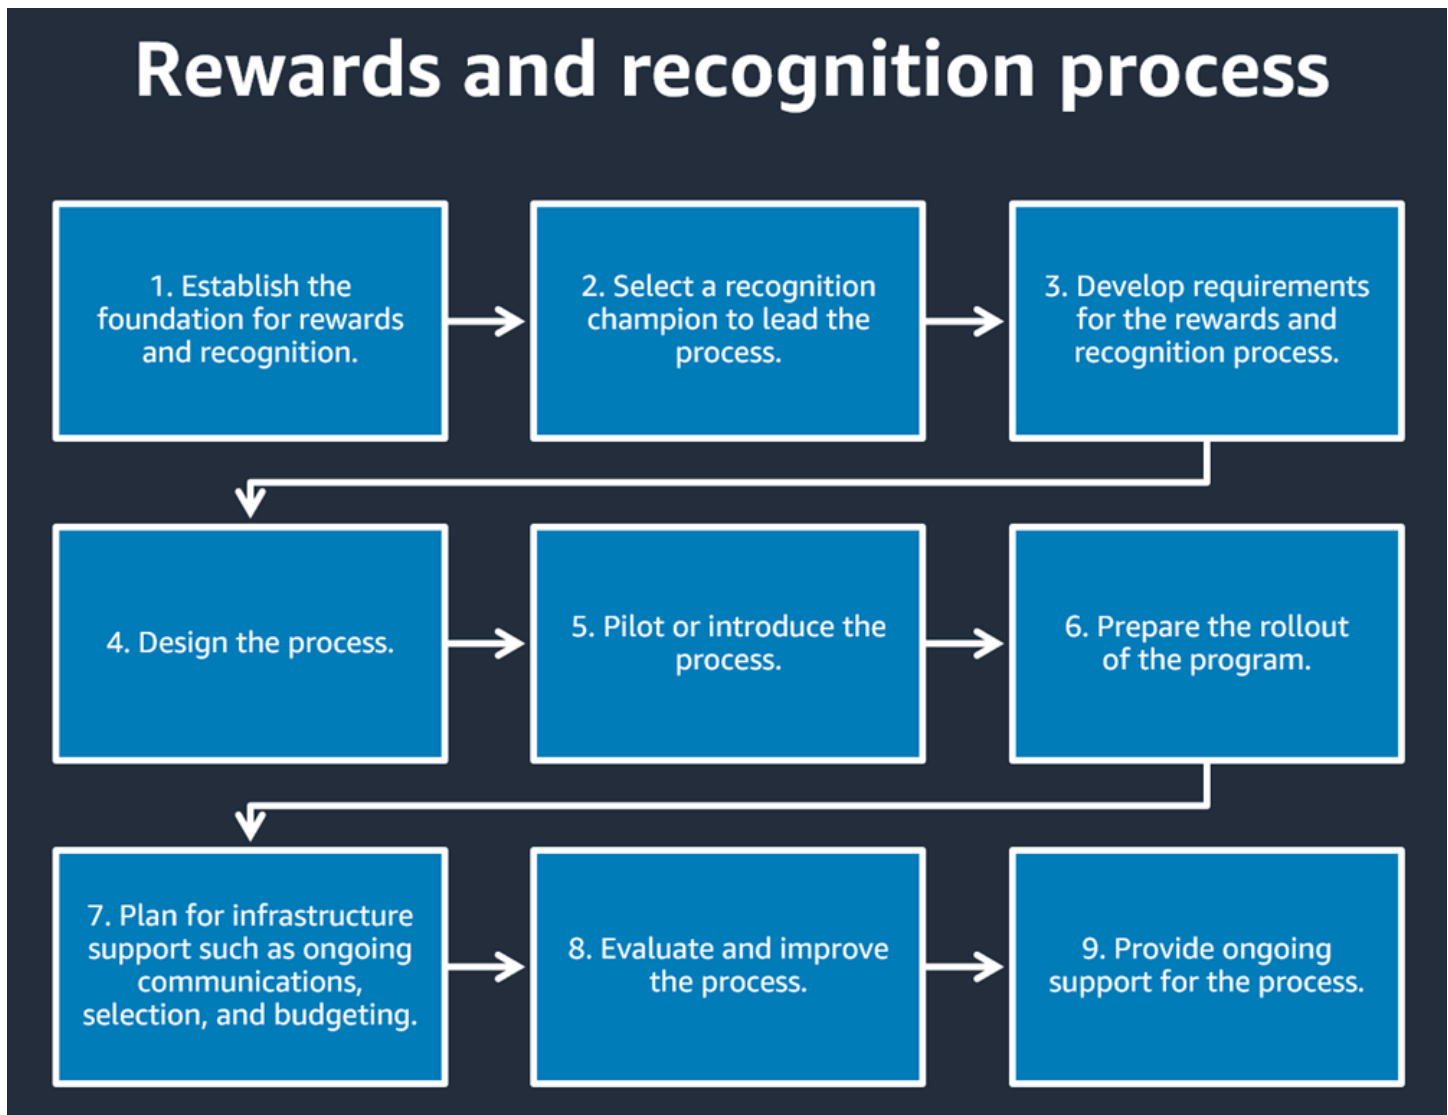 Rewards and recognition process
1. Establish the
foundation for rewards
and recognition.
2. Select a recognition
champion to lead the
process.
3. Develop requirements
for the rewards and
recognition process.
4. Design the process.
5. Pilot or introduce the
process.
6. Prepare the rollout
of the program.
7. Plan for infrastructure
support such as ongoing
communications,
selection, and budgeting.
8. Evaluate and improve
the process.
9. Provide ongoing
support for the process.